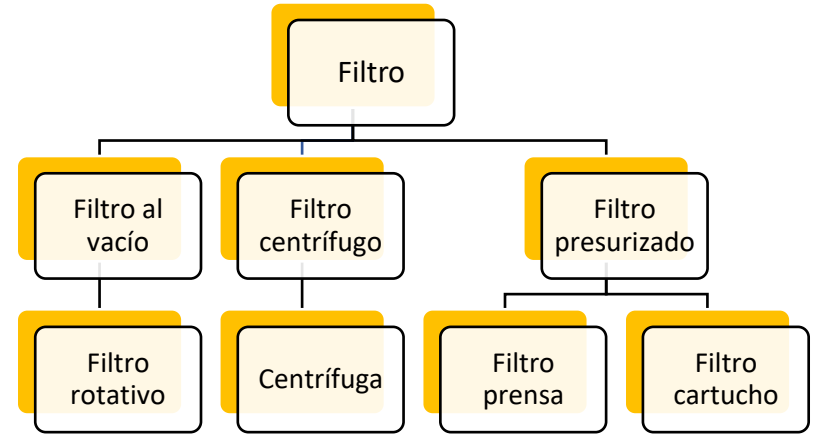 Filtro
Filtro al
vacío
Filtro
centrífugo
Filtro
presurizado
Filtro
rotativo
Centrífuga
Filtro
prensa
Filtro
cartucho